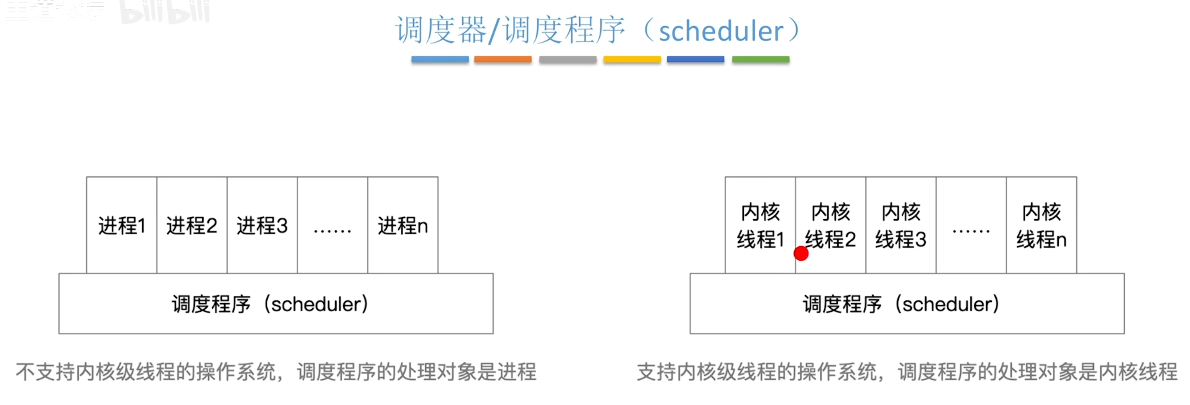 bilibili
调度器/调度程序（scheduler）
进程1 进程2 进程3 …… 进程n
内核 内核 内核 内核
线程1 线程2 线程3 …… 线程n
调度程序（scheduler） 调度程序（scheduler）
不支持内核级线程的操作系统，调度程序的处理对象是进程 支持内核级线程的操作系统，调度程序的处理对象是内核线程